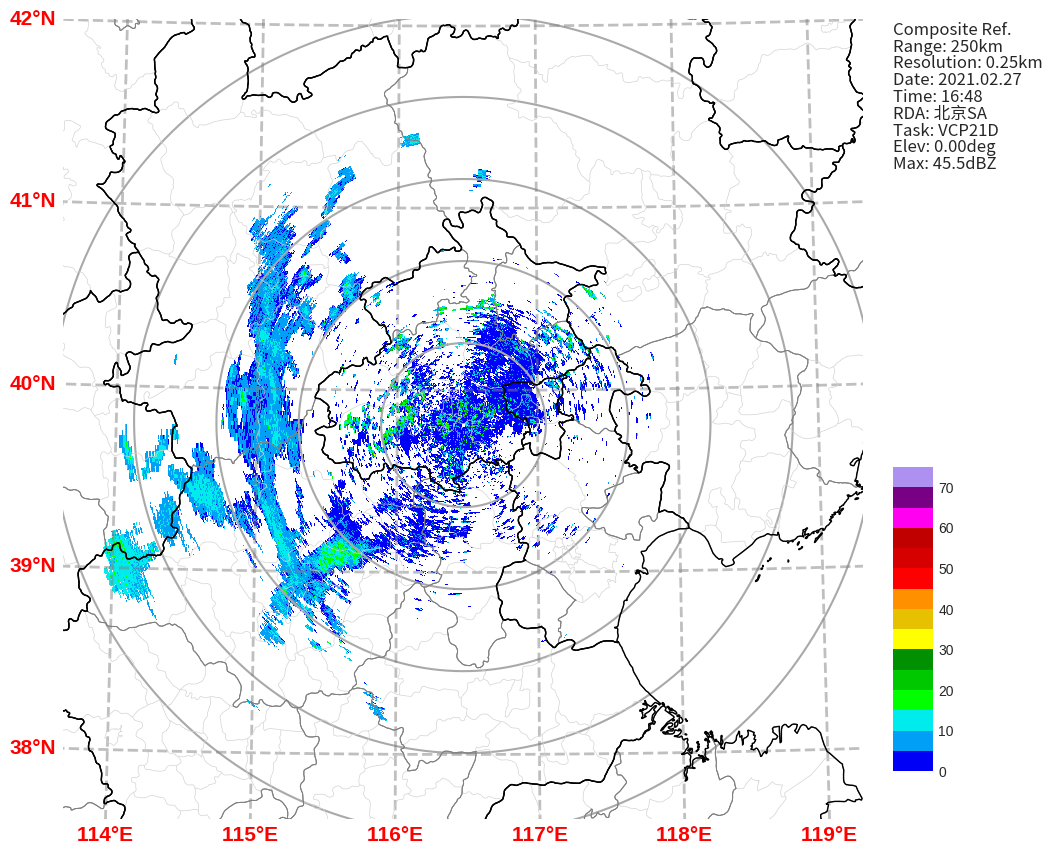 Composite Ref.
Range: 250km
Resolution: 0.25km
Date: 2021.02.27
Time: 16:48
RDA: 北京SA
Task: VCP21D
Elev: 0.00deg
Max: 45.5dBZ
42°N
41°N
40°N
39°N
38°N
70
60
50
40
30
20
10
0
114°E
115°E
116°E
117°E
118°E
119°E